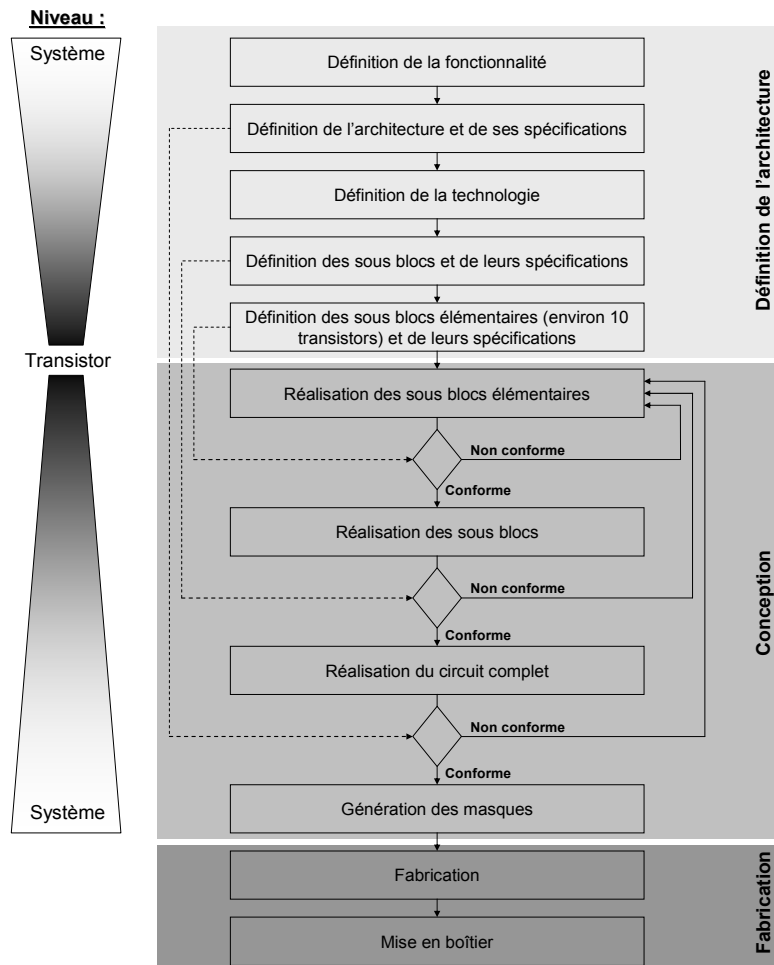 Niveau :
Système
Définition de la fonctionnalité
Définition de l'architecture et de ses spécifications
Définition de la technologie
Définition des sous blocs et de leurs spécifications
Définition des sous blocs élémentaires (environ 10
transistors) et de leurs spécifications
Définition de l'architecture
Transistor
Réalisation des sous blocs élémentaires
Non conforme
Conforme
Réalisation des sous blocs
Non conforme
Conforme
Réalisation du circuit complet
Non conforme
Conforme
Génération des masques
Conception
Système
Fabrication
Mise en boîtier
Fabrication